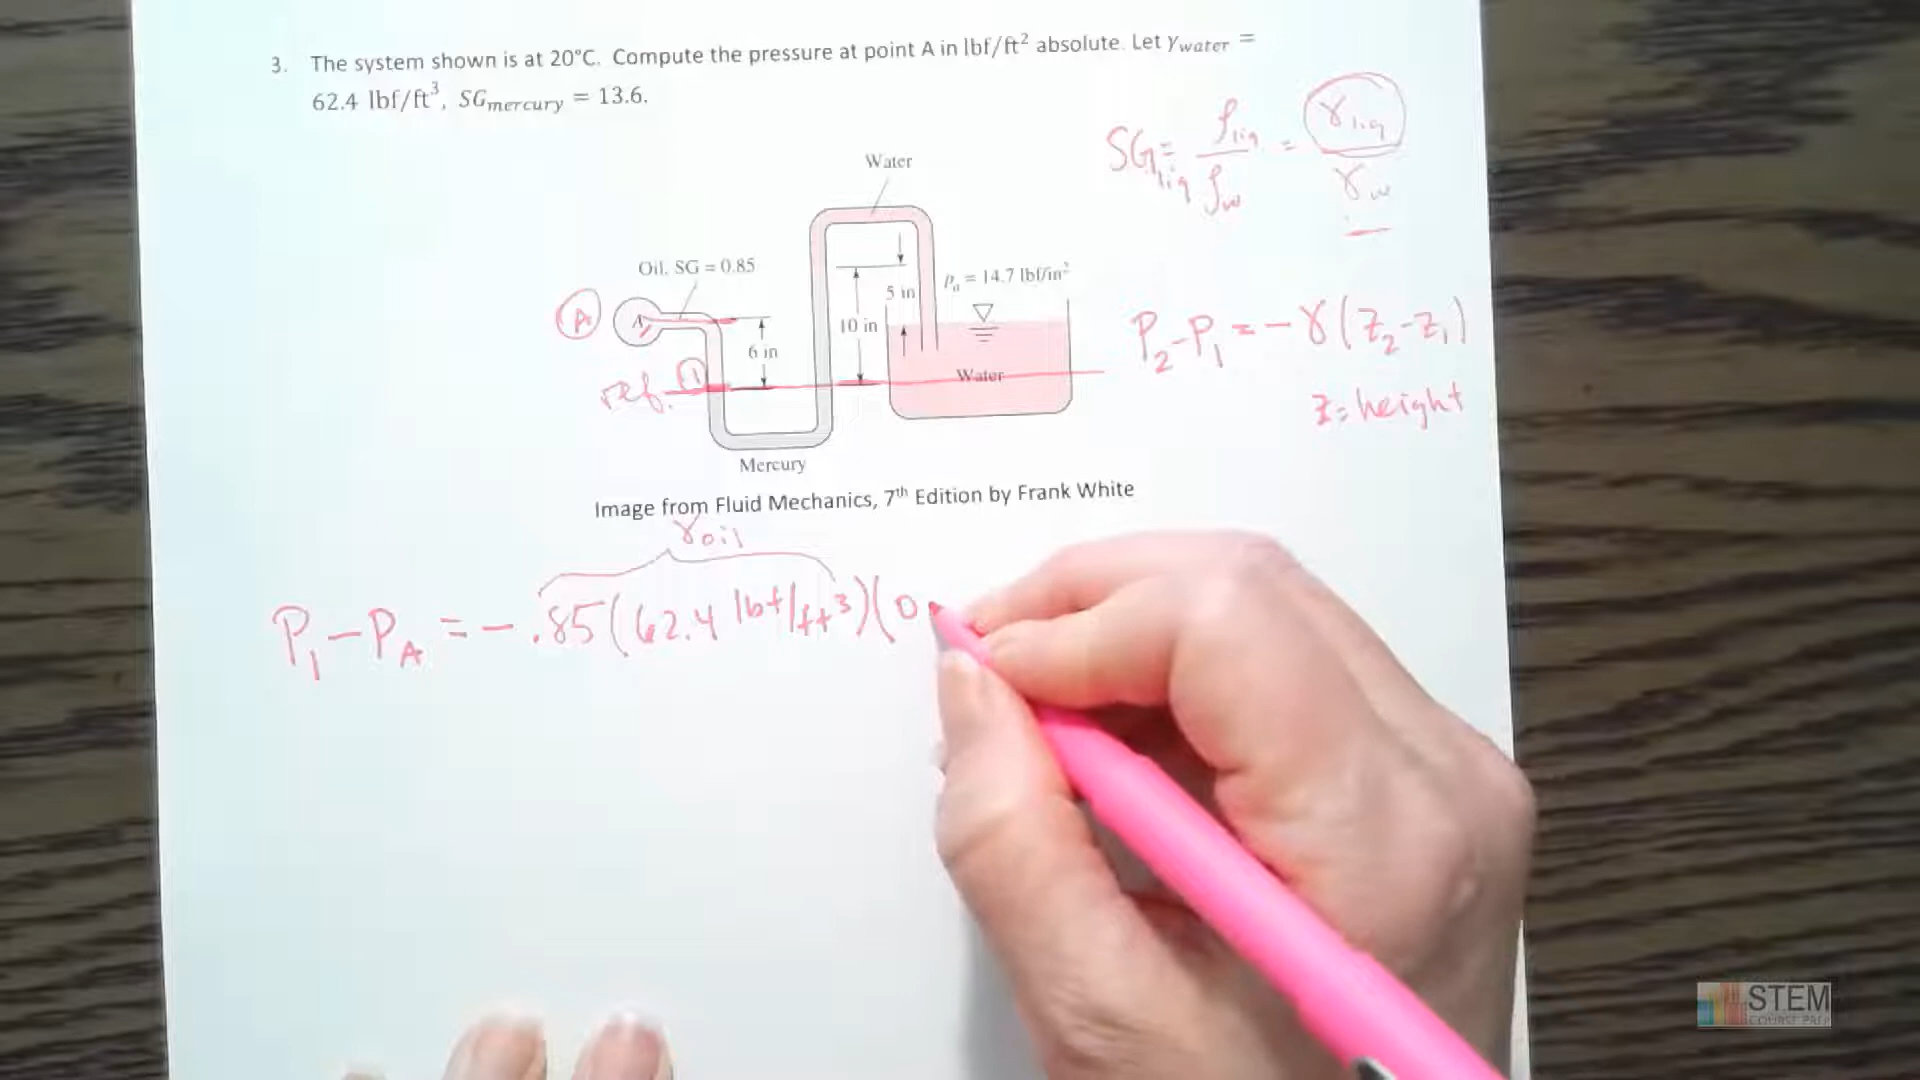 3. The system shown is at 20°C. Compute the pressure at point A in lbf/ft² absolute. Let γwater =
62.4 lbf/ft³, SGmercury = 13.6.
SGliq = ρliq/ρw = γliq/γw
Water
Oil, SG = 0.85
pa = 14.7 lbf/in²
A
A
5 in
10 in
6 in
P2 - P1 = -γ(Z2 - Z1)
ref. 1
Water
Z = height
Mercury
Image from Fluid Mechanics, 7th Edition by Frank White
γoil
P1 - PA = - .85(62.4 lbf/ft³)(0
STEM
COURSE PREP